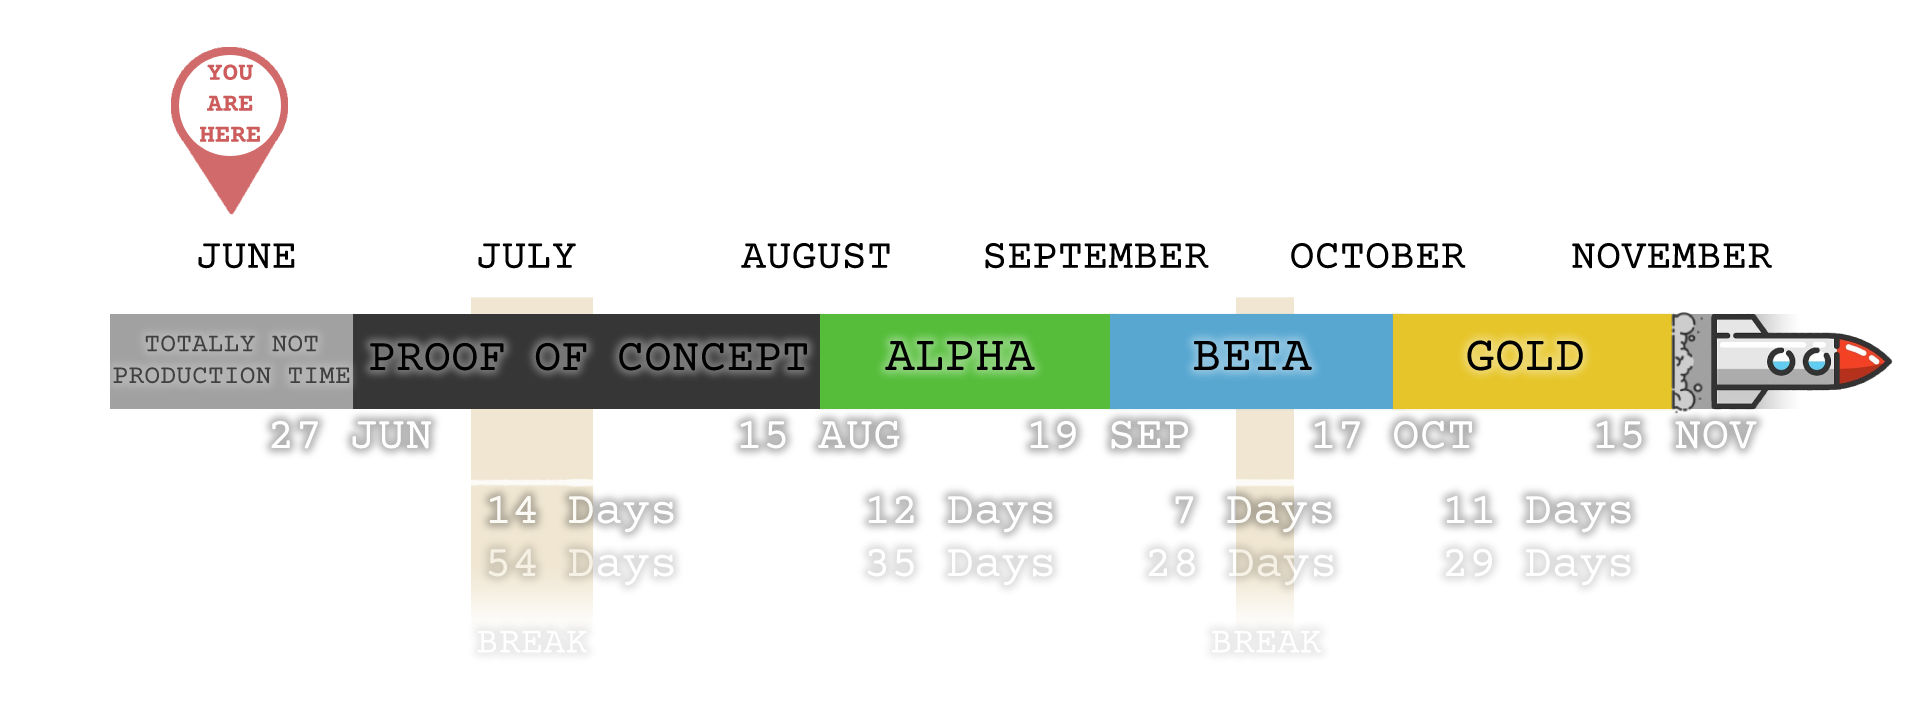 YOU
ARE
HERE
JUNE JULY AUGUST SEPTEMBER OCTOBER NOVEMBER
TOTALLY NOT
PRODUCTION TIME
PROOF OF CONCEPT ALPHA BETA GOLD
27 JUN 15 AUG 19 SEP 17 OCT 15 NOV
14 Days 12 Days 7 Days 11 Days
54 Days 35 Days 28 Days 29 Days
BREAK BREAK